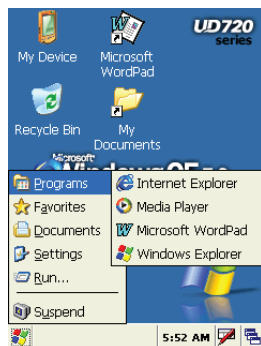 UD720
series
My Device
Microsoft
WordPad
Recycle Bin
My
Documents
Microsoft
Programs
Favorites
Documents
Settings
Run...
Suspend
Internet Explorer
Media Player
Microsoft WordPad
Windows Explorer
5:52 AM